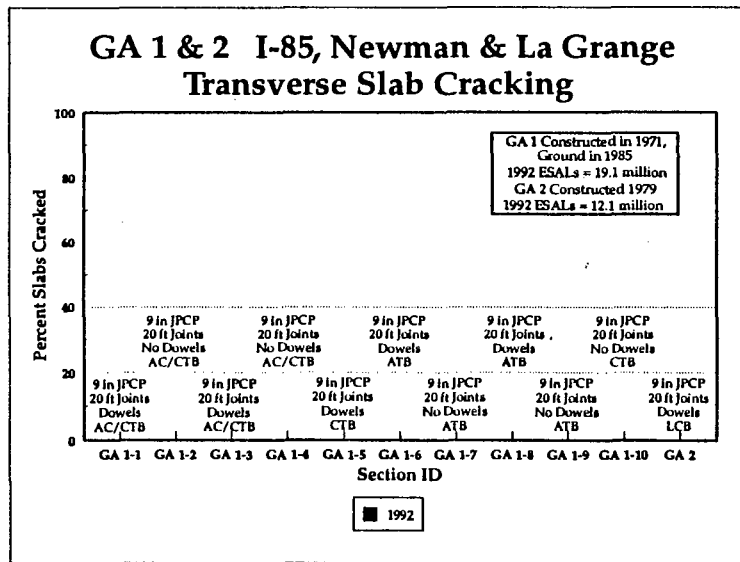 GA 1 & 2 I-85, Newman & La Grange
Transverse Slab Cracking
Percent Slabs Cracked
100
80
60
40
20
0
GA 1 Constructed in 1971,
Ground in 1985
1992 ESALs = 19.1 million
GA 2 Constructed 1979
1992 ESALs = 12.1 million
9 in JPCP
20 ft Joints
No Dowels
AC/CTB
9 in JPCP
20 ft Joints
No Dowels
AC/CTB
9 in JPCP
20 ft Joints
Dowels
ATB
9 in JPCP
20 ft Joints
Dowels
ATB
9 in JPCP
20 ft Joints
No Dowels
CTB
9 in JPCP
20 ft Joints
Dowels
AC/CTB
9 in JPCP
20 ft Joints
Dowels
AC/CTB
9 in JPCP
20 ft Joints
Dowels
CTB
9 in JPCP
20 ft Joints
No Dowels
ATB
9 in JPCP
20 ft Joints
No Dowels
ATB
9 in JPCP
20 ft Joints
Dowels
LCB
GA 1-1 GA 1-2 GA 1-3 GA 1-4 GA 1-5 GA 1-6 GA 1-7 GA 1-8 GA 1-9 GA 1-10 GA 2
Section ID
1992